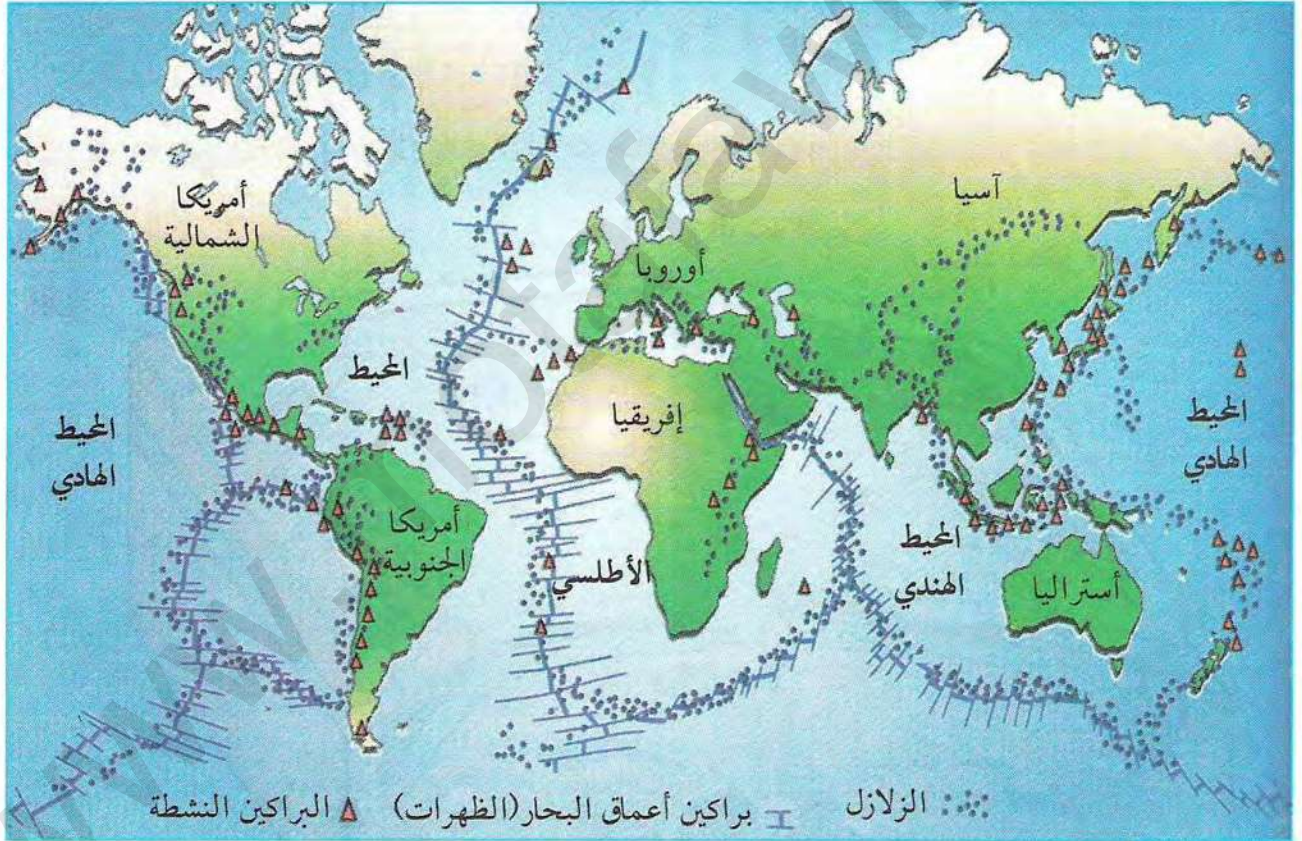 أمريكا
الشمالية
آسيا
أوروبا
المحيط
المحيط
الهادي
إفريقيا
المحيط
الهادي
أمريكا
الجنوبية
الأطلسي
المحيط
الهندي
أستراليا
الزلازل
براكين أعماق البحار(الظهرات)
البراكين النشطة